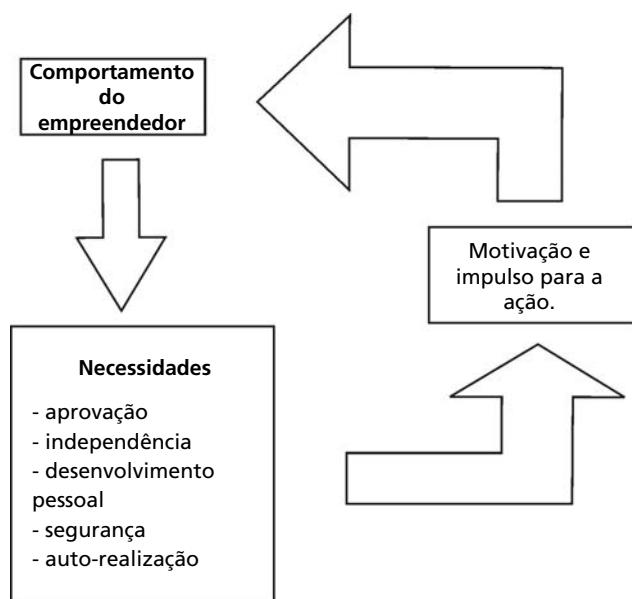 Comportamento
do
empreendedor
Motivação e
impulso para a
ação.
Necessidades
- aprovação
- independência
- desenvolvimento
pessoal
- segurança
- auto-realização